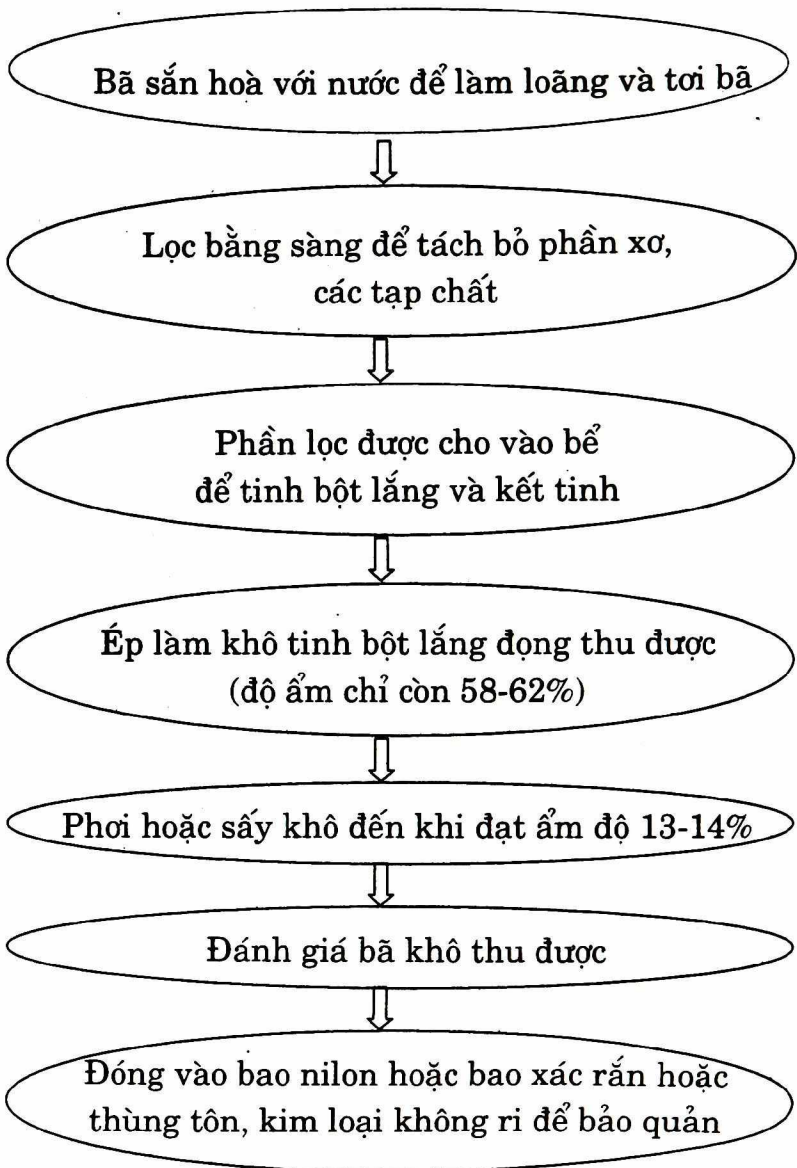 Bã sắn hoà với nước để làm loãng và tơi bã
Lọc bằng sàng để tách bỏ phần xơ,
các tạp chất
Phần lọc được cho vào bể
để tinh bột lắng và kết tinh
Ép làm khô tinh bột lắng đọng thu được
(độ ẩm chỉ còn 58-62%)
Phơi hoặc sấy khô đến khi đạt ẩm độ 13-14%
Đánh giá bã khô thu được
Đóng vào bao nilon hoặc bao xác rắn hoặc
thùng tôn, kim loại không ri để bảo quản